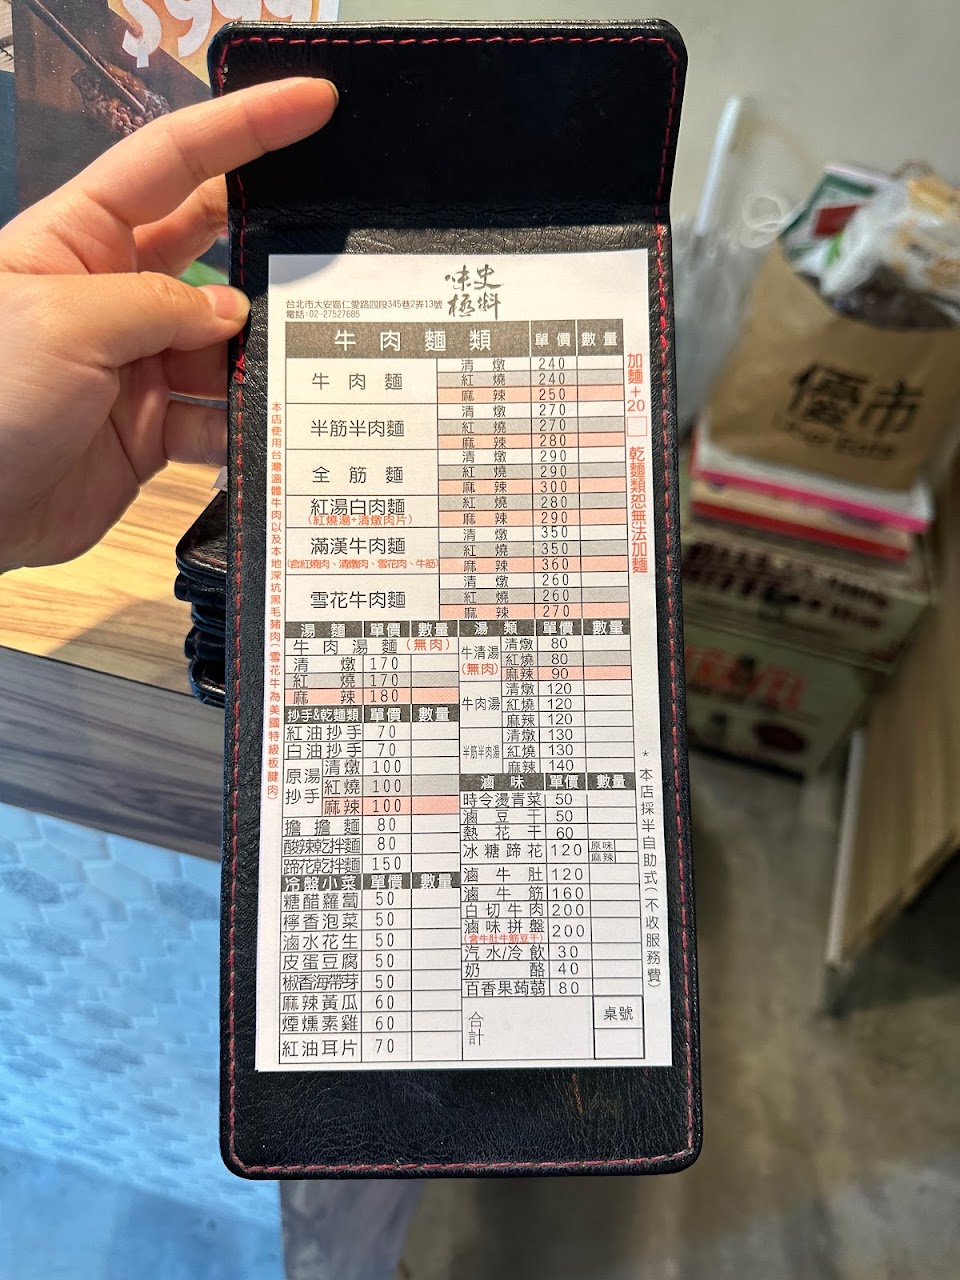 $999
史料
味極
台北市大安區仁愛路四段345巷2弄13號
電話:02-27527685
牛肉麵類 單價 數量
牛肉麵 清燉 240
紅燒 240
麻辣 250
半筋半肉麵 清燉 270
紅燒 270
麻辣 280
全筋麵 清燉 290
紅燒 290
麻辣 300
紅湯白肉麵 紅燒 280
(紅燒湯+清燉肉片) 麻辣 290
滿漢牛肉麵 清燉 350
紅燒 350
(含紅燒肉、清燉肉、雪花肉、牛筋) 麻辣 360
雪花牛肉麵 清燉 260
紅燒 260
麻辣 270
加麵+20
乾麵類恕無法加麵
本店使用台灣溫體牛肉以及本地深坑黑毛豬肉(雪花牛為美國特級板腱肉)
湯麵 單價 數量
牛肉湯麵(無肉)
清燉 170
紅燒 170
麻辣 180
抄手&乾麵類 單價 數量
紅油抄手 70
白油抄手 70
原湯抄手 清燉 100
紅燒 100
麻辣 100
擔擔麵 80
酸辣乾拌麵 80
蹄花乾拌麵 150
冷盤小菜 單價 數量
糖醋蘿蔔 50
檸香泡菜 50
滷水花生 50
皮蛋豆腐 50
椒香海帶芽 50
麻辣黃瓜 60
煙燻素雞 60
紅油耳片 70
湯類 單價 數量
牛清湯(無肉) 清燉 80
紅燒 80
麻辣 90
牛肉湯 清燉 120
紅燒 120
麻辣 120
半筋半肉湯 清燉 130
紅燒 130
麻辣 140
滷味 單價 數量
時令燙青菜 50
滷豆干 50
熱花干 60
冰糖蹄花 120 原味 麻辣
滷牛肚 120
滷牛筋 160
白切牛肉 200
滷味拼盤 200
(含牛肚牛筋豆干)
汽水/冷飲 30
奶酪 40
百香果蒟蒻 80
合計 桌號
*本店採半自助式(不收服務費)
優市